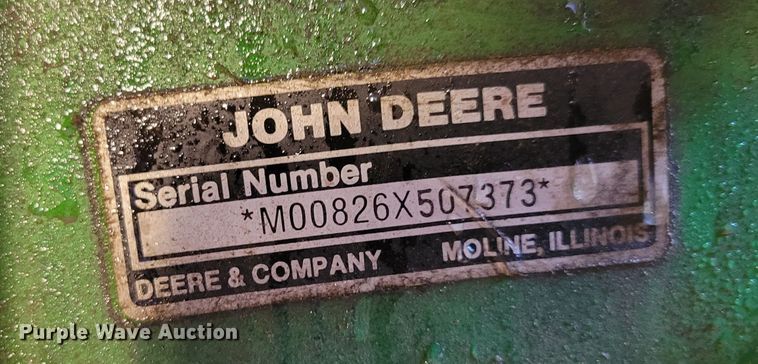 JOHN DEERE
Serial Number
*M00826X507373*
DEERE & COMPANY MOLINE, ILLINOIS
Purple Wave Auction